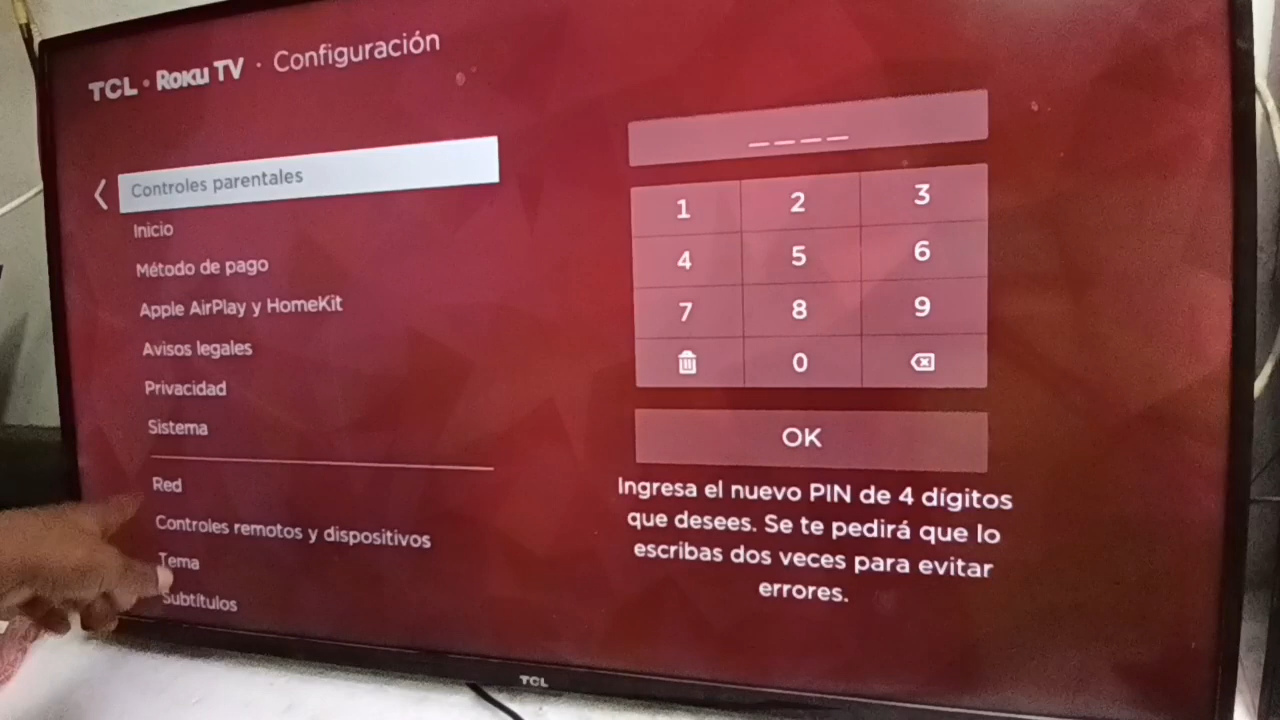 TCL • Roku TV • Configuración
Controles parentales
Inicio
Método de pago
Apple AirPlay y HomeKit
Avisos legales
Privacidad
Sistema
Red
Controles remotos y dispositivos
Tema
Subtítulos
_ _ _ _
1 2 3
4 5 6
7 8 9
0
OK
Ingresa el nuevo PIN de 4 dígitos
que desees. Se te pedirá que lo
escribas dos veces para evitar
errores.
TCL